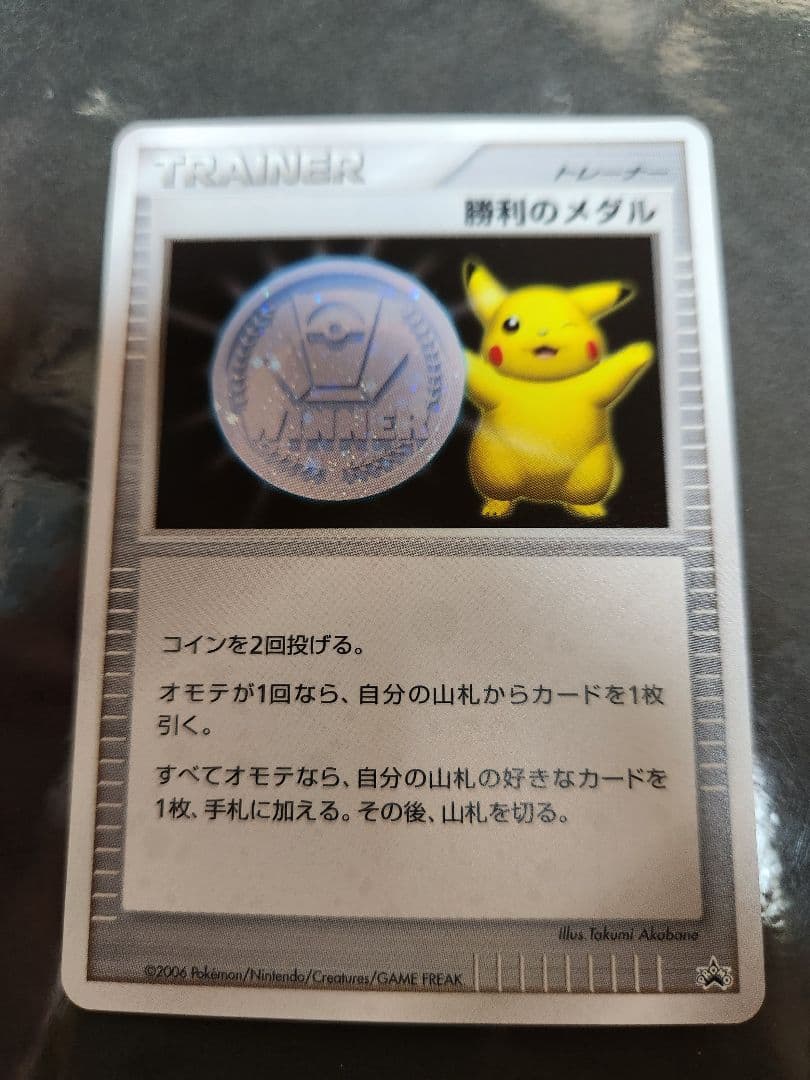 TRAINER トレーナー
勝利のメダル
WINNER
コインを2回投げる。
オモテが1回なら、自分の山札からカードを1枚
引く。
すべてオモテなら、自分の山札の好きなカードを
1枚、手札に加える。その後、山札を切る。
illus. Takumi Akabane
©2006 Pokémon/Nintendo/Creatures/GAME FREAK
PROMO